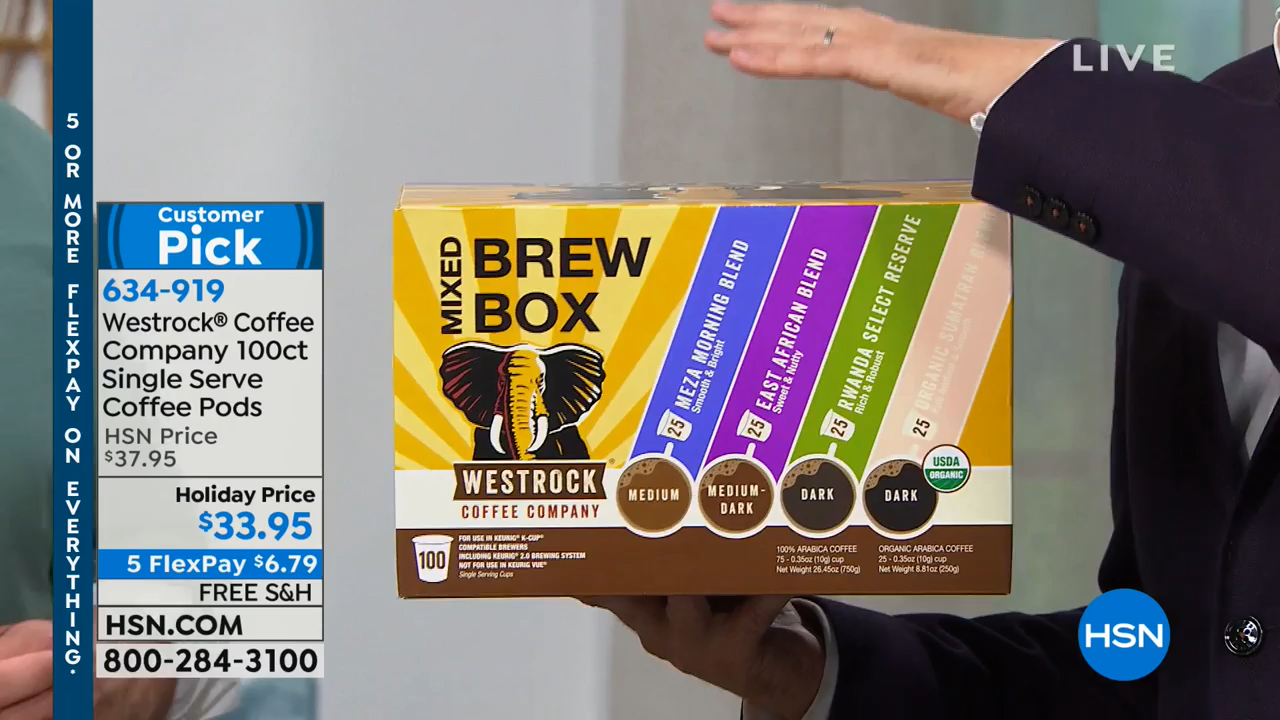 LIVE
5 OR MORE FLEXPAY ON EVERYTHING.
Customer
Pick
634-919
Westrock® Coffee
Company 100ct
Single Serve
Coffee Pods
HSN Price
$37.95
Holiday Price
$33.95
5 FlexPay $6.79
FREE S&H
HSN.COM
800-284-3100
MIXED
BREW
BOX
WESTROCK®
COFFEE COMPANY
25 MEZA MORNING BLEND
Smooth & Bright
25 EAST AFRICAN BLEND
Sweet & Nutty
25 RWANDA SELECT RESERVE
Rich & Robust
25 ORGANIC SUMATRAN
MEDIUM
MEDIUM-
DARK
DARK
DARK
USDA
ORGANIC
100
FOR USE IN KEURIG® K-CUP®
COMPATIBLE BREWERS
INCLUDING KEURIG® 2.0 BREWING SYSTEM
NOT FOR USE IN KEURIG VUE®
Single Serving Cups
100% ARABICA COFFEE
75 - 0.35oz (10g) cup
Net Weight 26.45oz (750g)
ORGANIC ARABICA COFFEE
25 - 0.35oz (10g) cup
Net Weight 8.81oz (250g)
HSN